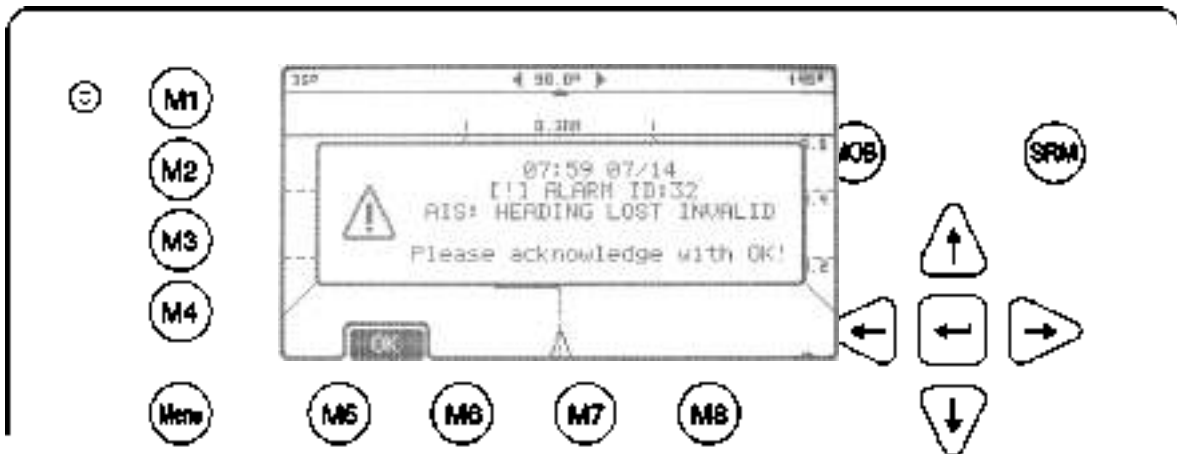 M1
M2
M3
M4
Menu
M5
M6
M7
M8
SRM
90.0°
07:59 07/14
[!] ALARM ID:32
AIS: HEADING LOST INVALID
Please acknowledge with OK!
OK